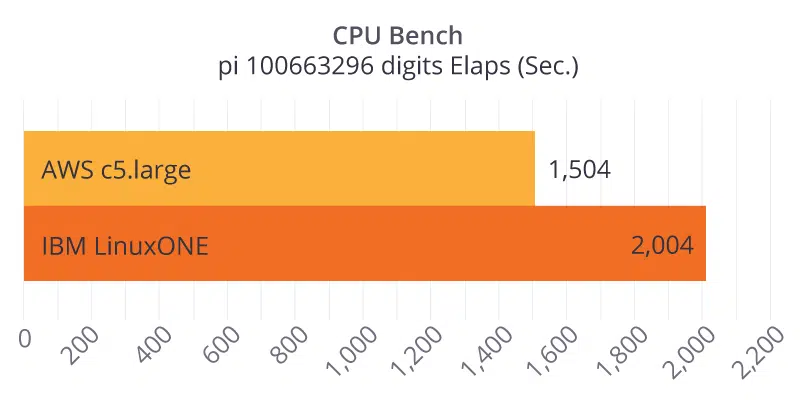 CPU Bench
pi 100663296 digits Elaps (Sec.)
AWS c5.large 1,504
IBM LinuxONE 2,004
0 200 400 600 800 1,000 1,200 1,400 1,600 1,800 2,000 2,200